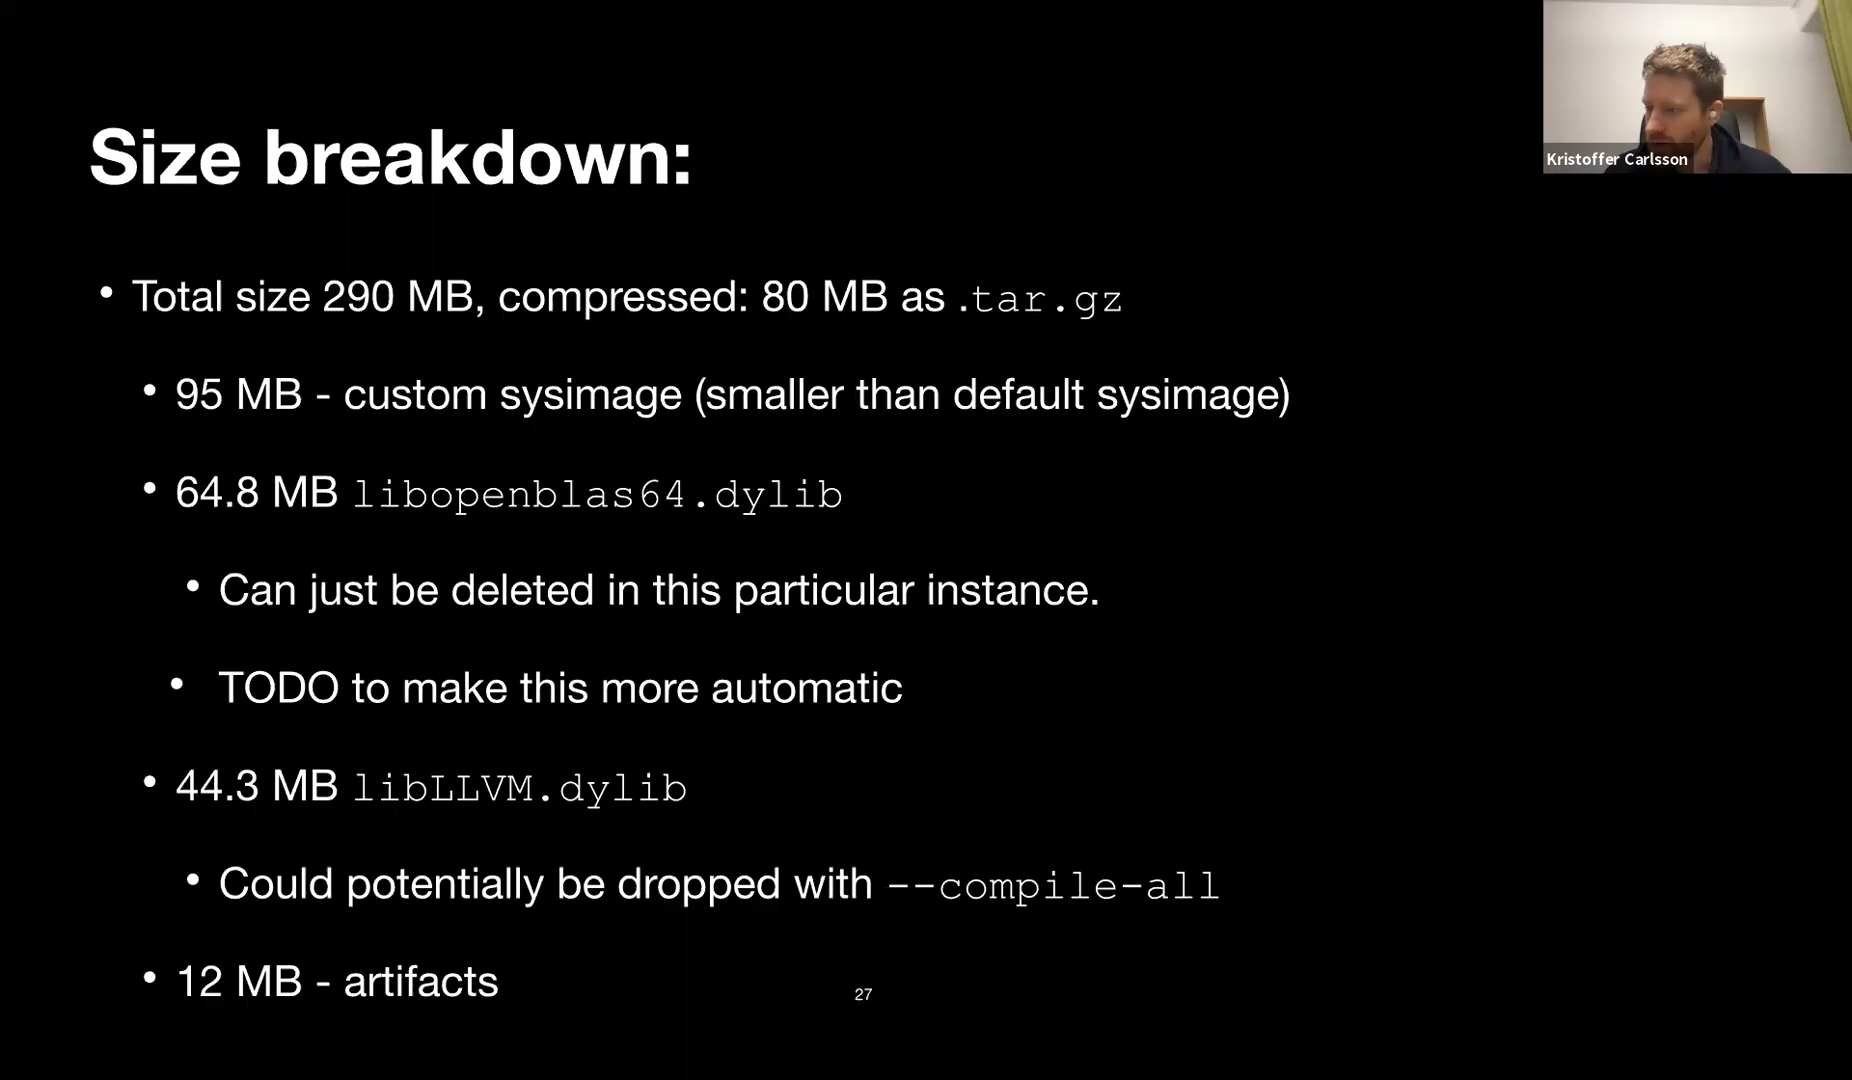 Kristoffer Carlsson
Size breakdown:
• Total size 290 MB, compressed: 80 MB as .tar.gz
• 95 MB - custom sysimage (smaller than default sysimage)
• 64.8 MB libopenblas64.dylib
• Can just be deleted in this particular instance.
• TODO to make this more automatic
• 44.3 MB libLLVM.dylib
• Could potentially be dropped with --compile-all
• 12 MB - artifacts
27